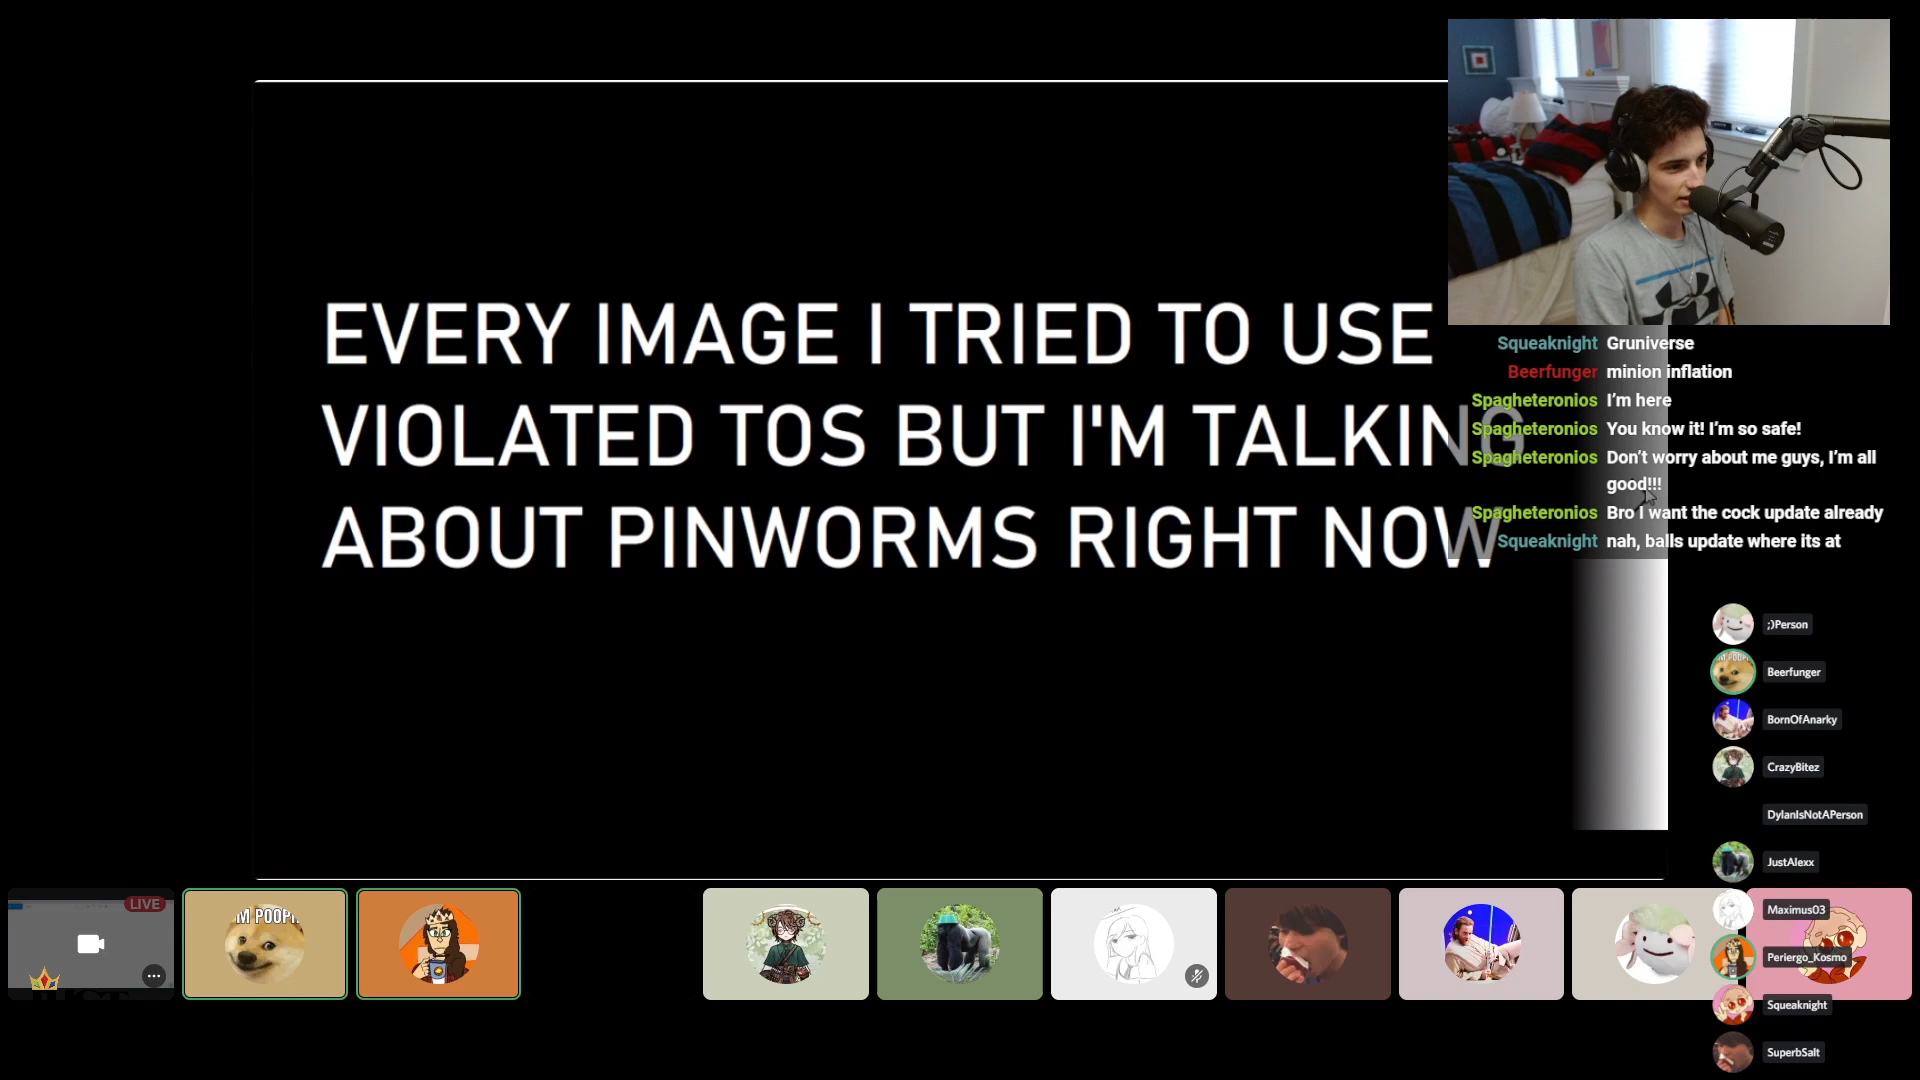 EVERY IMAGE I TRIED TO USE
VIOLATED TOS BUT I'M TALKING
ABOUT PINWORMS RIGHT NOW
Squeaknight Gruniverse
Beerfunger minion inflation
Spagheteronios I'm here
Spagheteronios You know it! I'm so safe!
Spagheteronios Don't worry about me guys, I'm all
good!!!
Spagheteronios Bro I want the cock update already
Squeaknight nah, balls update where its at
;)Person
Beerfunger
BornOfAnarky
CrazyBitez
DylanIsNotAPerson
JustAlexx
Maximus03
Periergo_Kosmo
Squeaknight
SuperbSalt
LIVE